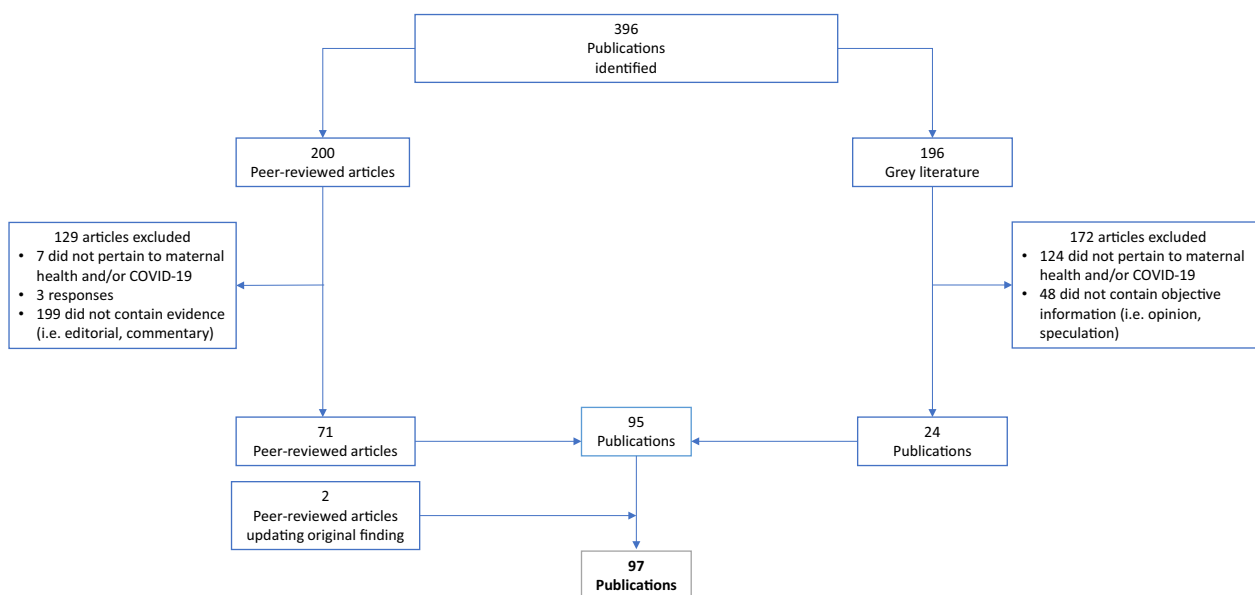 396
Publications
identified
200
Peer-reviewed articles
196
Grey literature
129 articles excluded
• 7 did not pertain to maternal
health and/or COVID-19
• 3 responses
• 199 did not contain evidence
(i.e. editorial, commentary)
172 articles excluded
• 124 did not pertain to maternal
health and/or COVID-19
• 48 did not contain objective
information (i.e. opinion,
speculation)
71
Peer-reviewed articles
95
Publications
24
Publications
2
Peer-reviewed articles
updating original finding
97
Publications